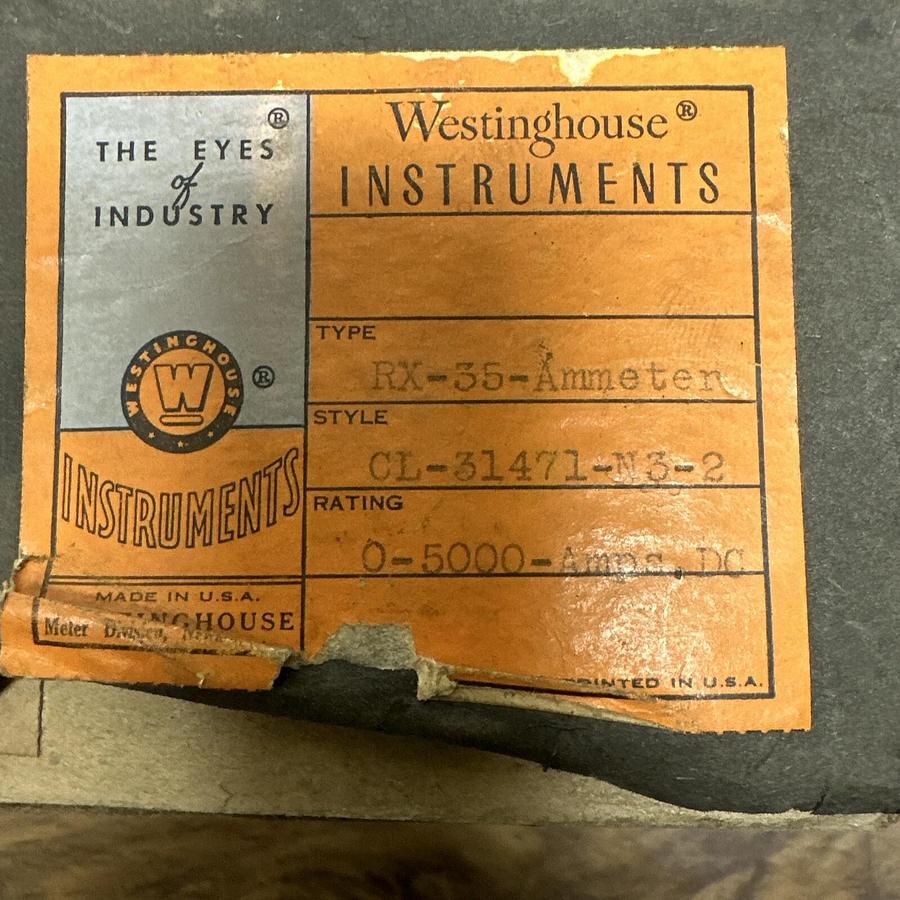 ®
THE EYES
of
INDUSTRY
WESTINGHOUSE
W
®
INSTRUMENTS
MADE IN U.S.A.
INGHOUSE
Meter
Westinghouse®
INSTRUMENTS
TYPE
RX-35-Ammeter
STYLE
CL-31471-N3-2
RATING
0-5000-Amps.DC
PRINTED IN U.S.A.